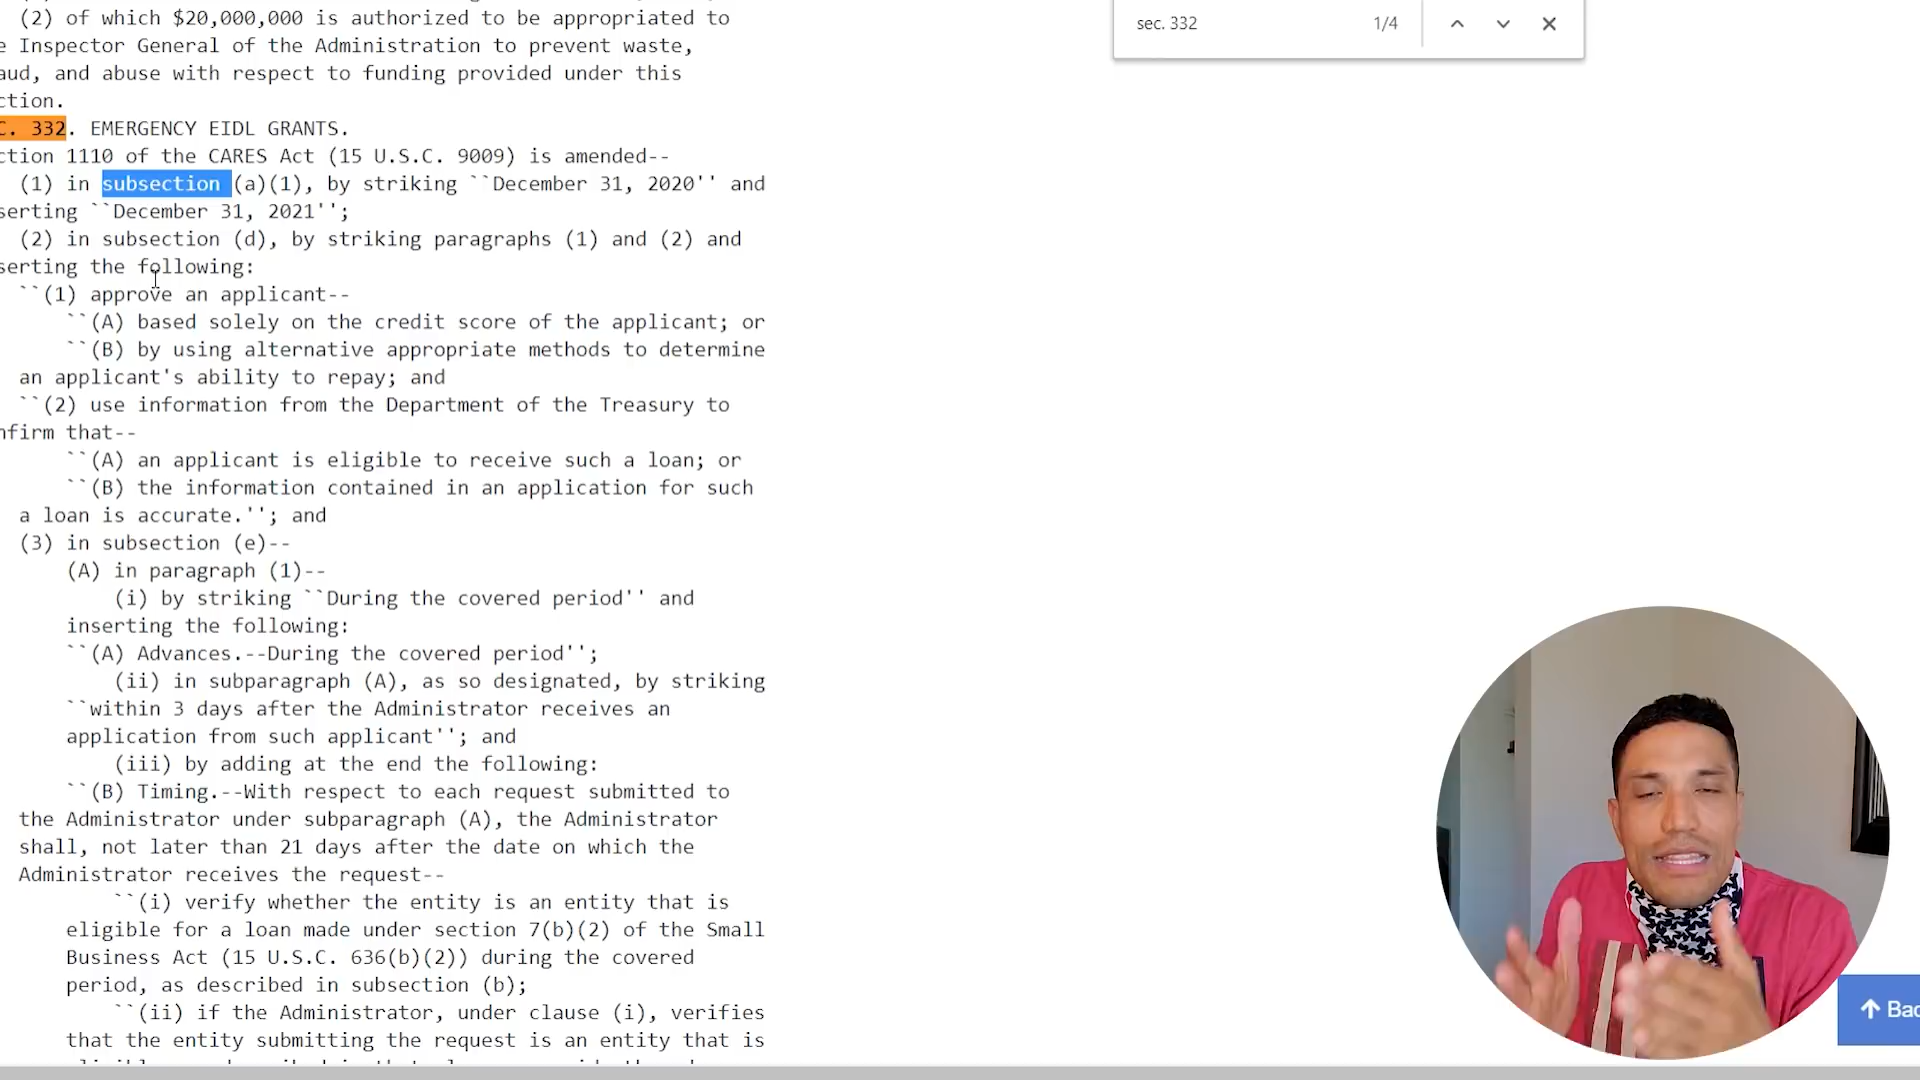 (2) of which $20,000,000 is authorized to be appropriated to
e Inspector General of the Administration to prevent waste,
aud, and abuse with respect to funding provided under this
ction.
C. 332. EMERGENCY EIDL GRANTS.
ction 1110 of the CARES Act (15 U.S.C. 9009) is amended--
(1) in subsection (a)(1), by striking ``December 31, 2020'' and
serting ``December 31, 2021'';
(2) in subsection (d), by striking paragraphs (1) and (2) and
serting the following:
``(1) approve an applicant--
``(A) based solely on the credit score of the applicant; or
``(B) by using alternative appropriate methods to determine
an applicant's ability to repay; and
``(2) use information from the Department of the Treasury to
nfirm that--
``(A) an applicant is eligible to receive such a loan; or
``(B) the information contained in an application for such
a loan is accurate.''; and
(3) in subsection (e)--
(A) in paragraph (1)--
(i) by striking ``During the covered period'' and
inserting the following:
``(A) Advances.--During the covered period'';
(ii) in subparagraph (A), as so designated, by striking
``within 3 days after the Administrator receives an
application from such applicant''; and
(iii) by adding at the end the following:
``(B) Timing.--With respect to each request submitted to
the Administrator under subparagraph (A), the Administrator
shall, not later than 21 days after the date on which the
Administrator receives the request--
``(i) verify whether the entity is an entity that is
eligible for a loan made under section 7(b)(2) of the Small
Business Act (15 U.S.C. 636(b)(2)) during the covered
period, as described in subsection (b);
``(ii) if the Administrator, under clause (i), verifies
that the entity submitting the request is an entity that is
sec. 332 1/4
Bac